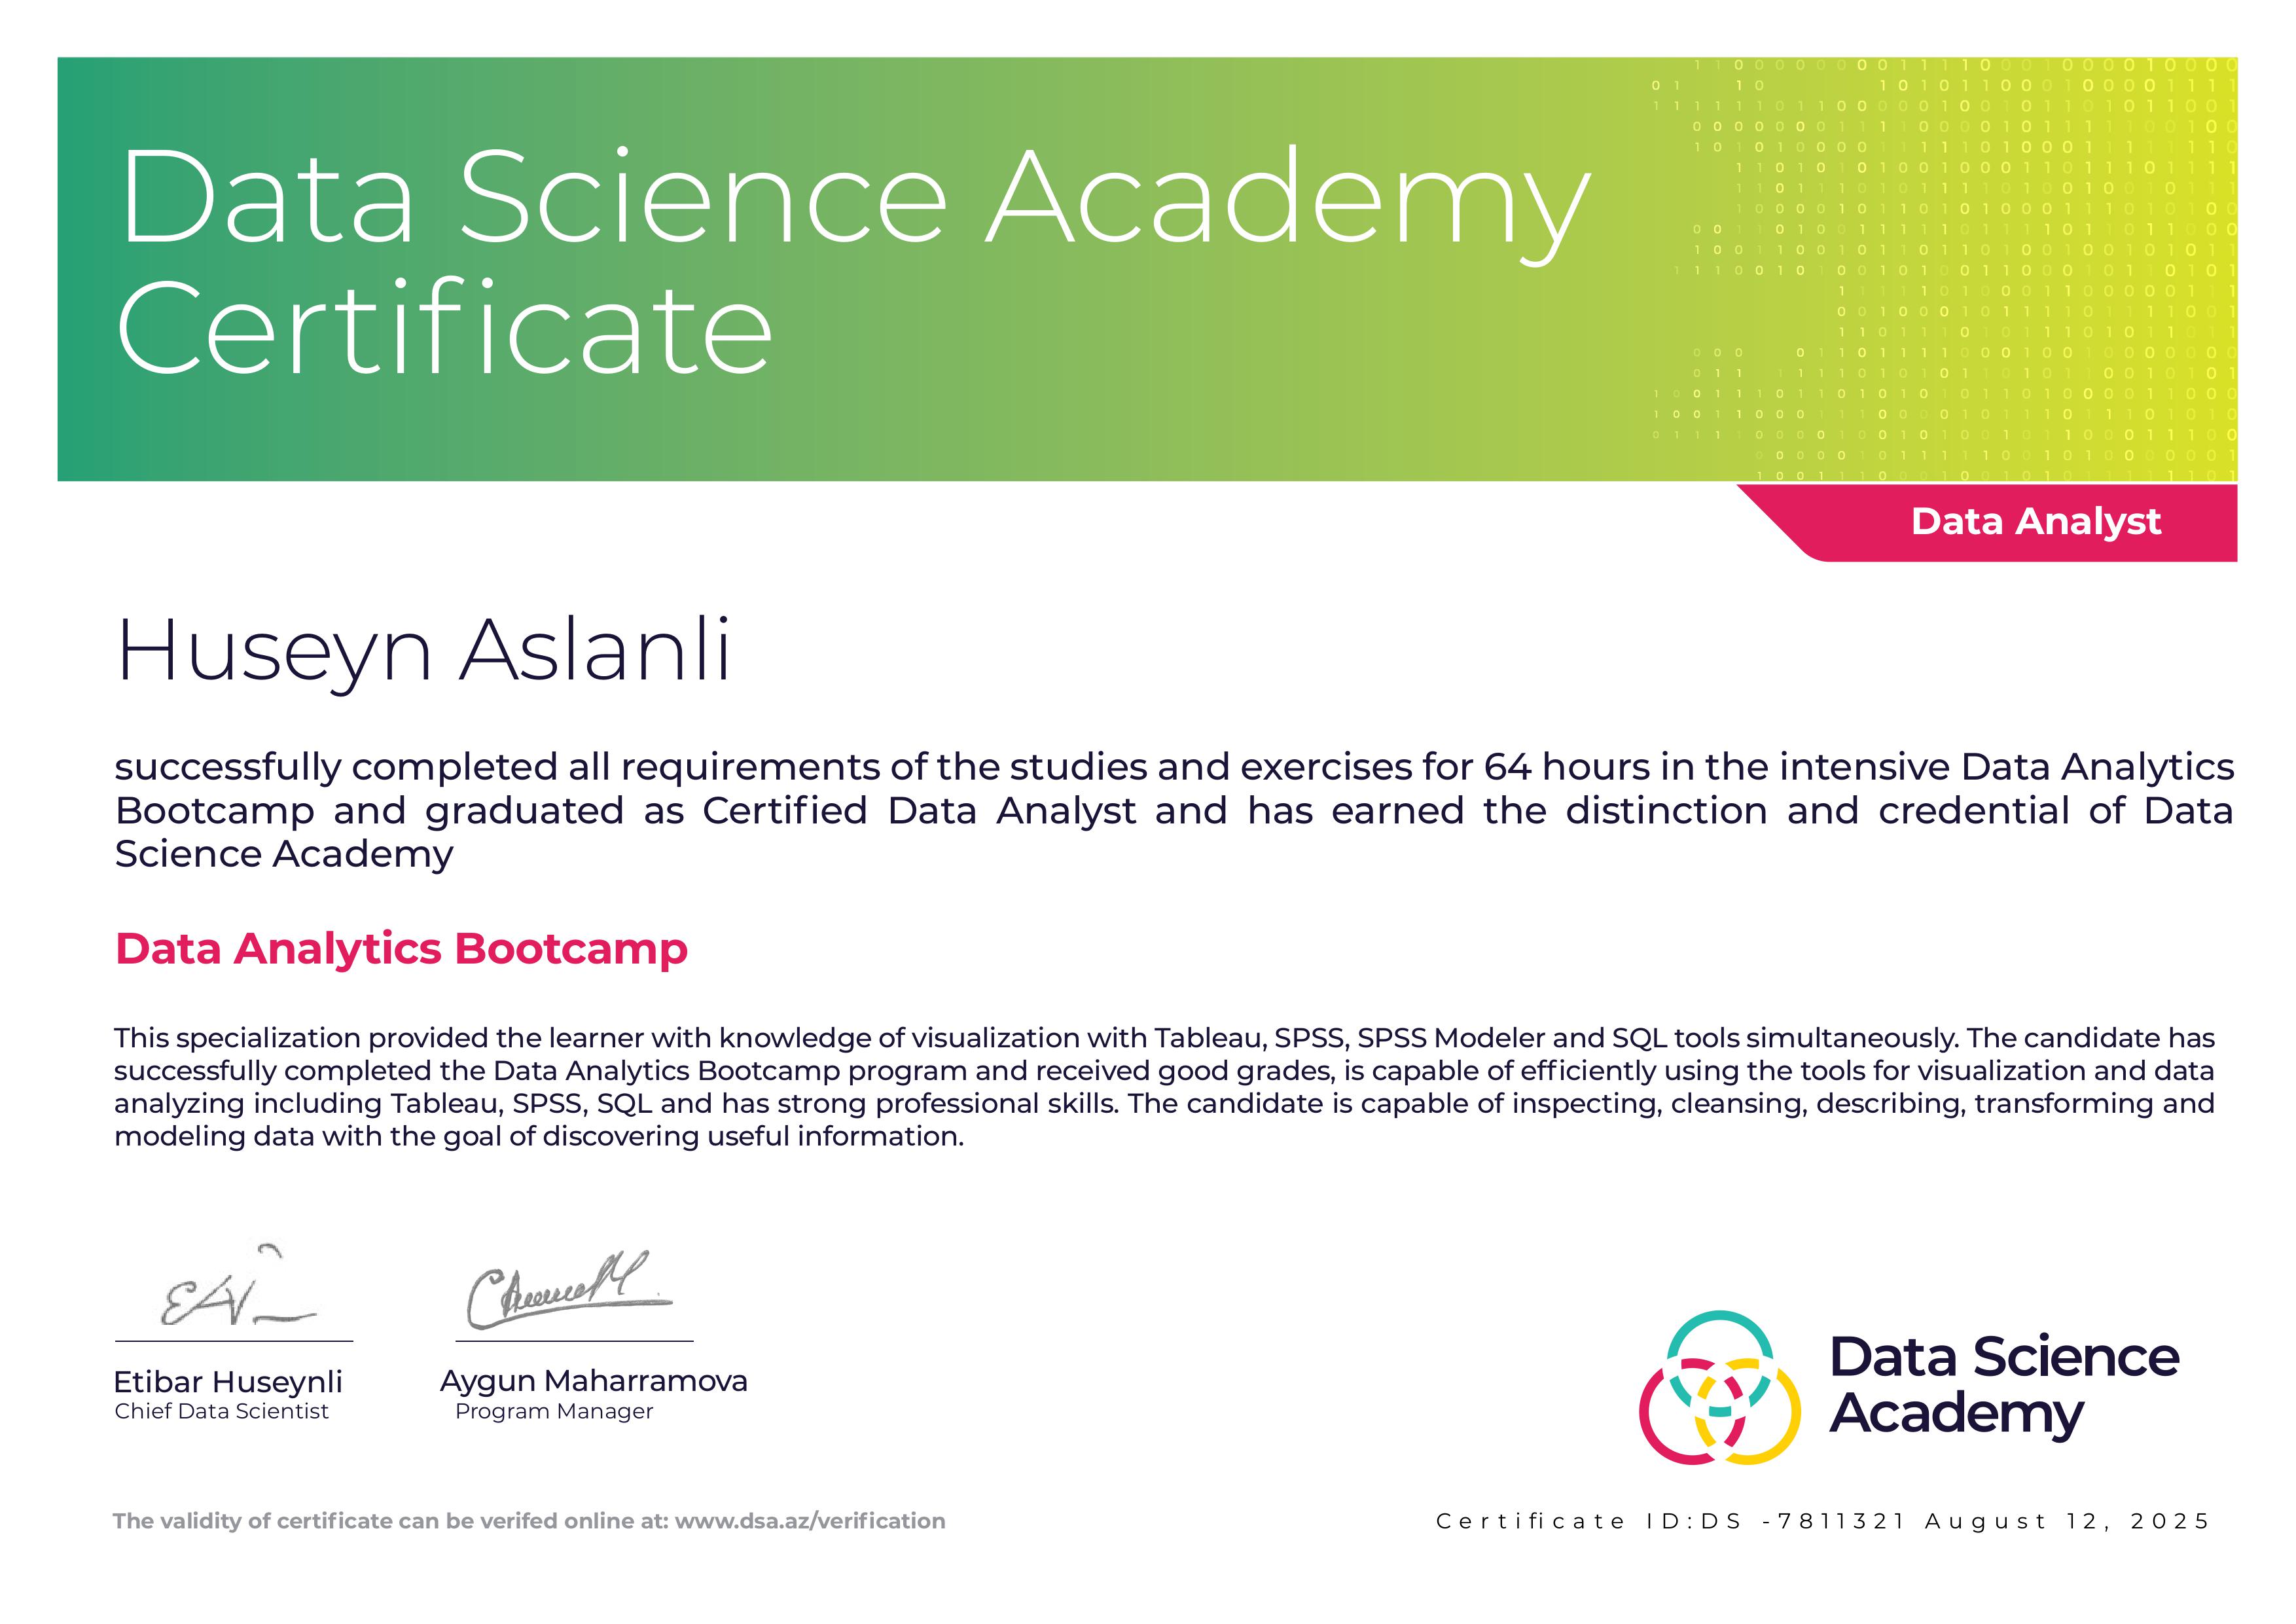 Data Science Academy
Certificate
Data Analyst
Huseyn Aslanli
successfully completed all requirements of the studies and exercises for 64 hours in the intensive Data Analytics
Bootcamp and graduated as Certified Data Analyst and has earned the distinction and credential of Data
Science Academy
Data Analytics Bootcamp
This specialization provided the learner with knowledge of visualization with Tableau, SPSS, SPSS Modeler and SQL tools simultaneously. The candidate has
successfully completed the Data Analytics Bootcamp program and received good grades, is capable of efficiently using the tools for visualization and data
analyzing including Tableau, SPSS, SQL and has strong professional skills. The candidate is capable of inspecting, cleansing, describing, transforming and
modeling data with the goal of discovering useful information.
Etibar Huseynli
Chief Data Scientist
Aygun Maharramova
Program Manager
Data Science
Academy
The validity of certificate can be verifed online at: www.dsa.az/verification
Certificate ID:DS -7811321 August 12, 2025